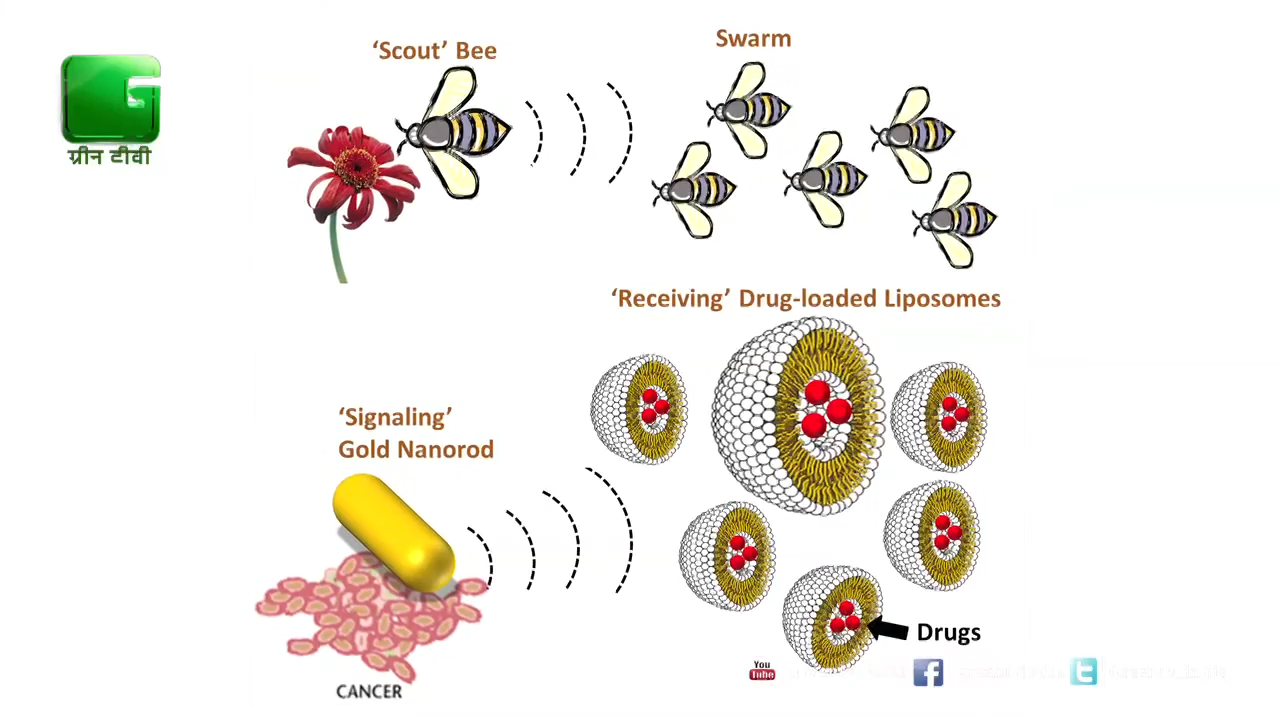 'Scout' Bee
Swarm
ग्रीन टीवी
'Receiving' Drug-loaded Liposomes
'Signaling'
Gold Nanorod
Drugs
You
Tube
CANCER